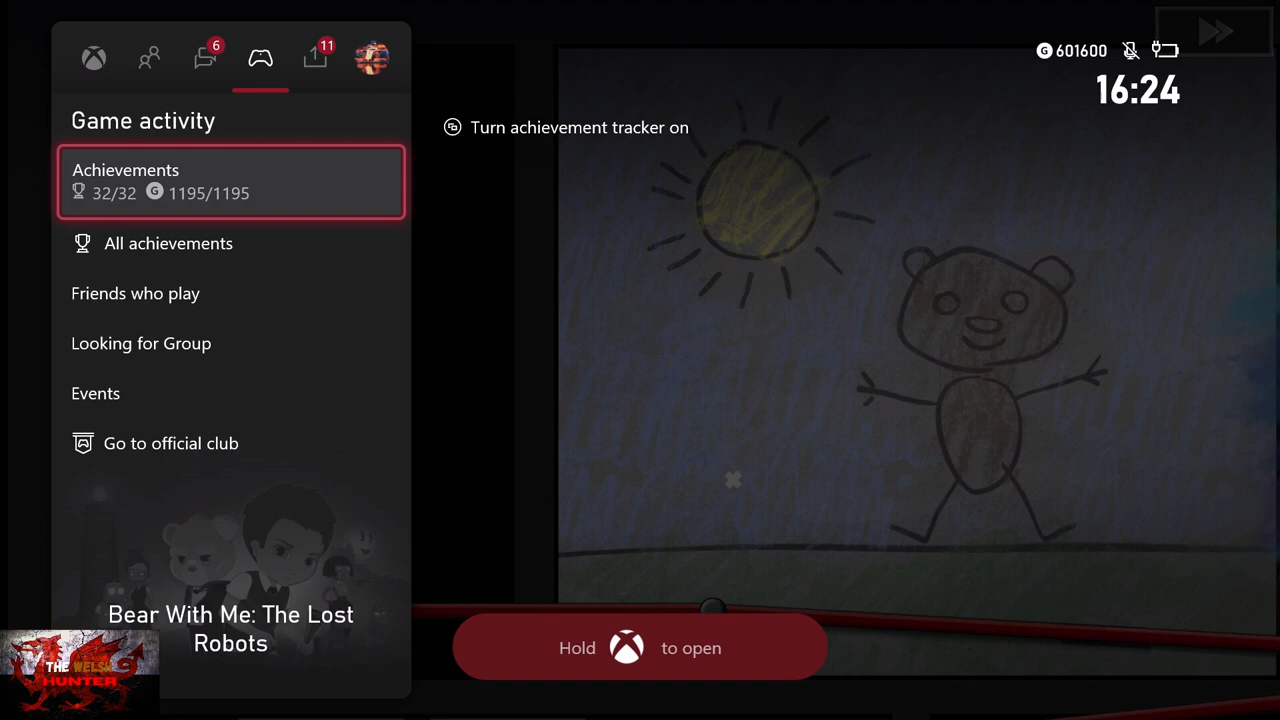 6
11
601600
16:24
Game activity
Turn achievement tracker on
Achievements
32/32 G 1195/1195
All achievements
Friends who play
Looking for Group
Events
Go to official club
Bear With Me: The Lost
Robots
Hold to open
THE WELSH
HUNTER